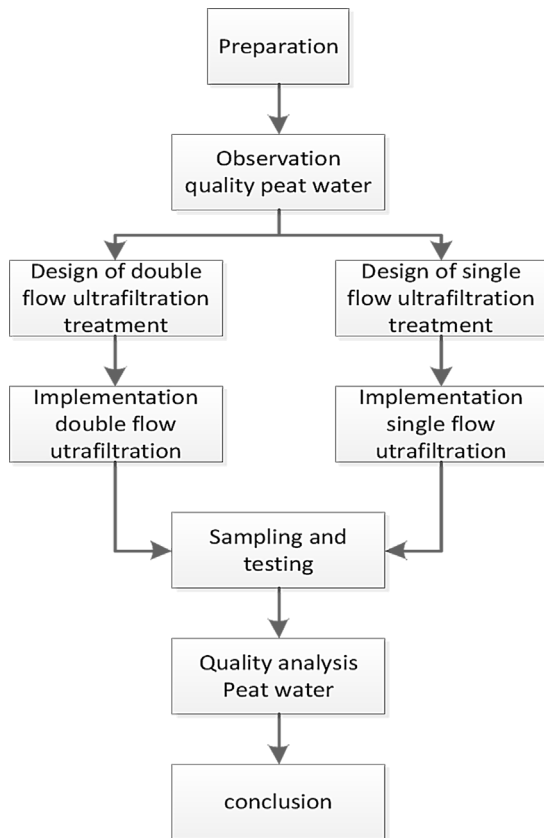 Preparation
Observation
quality peat water
Design of double
flow ultrafiltration
treatment
Design of single
flow ultrafiltration
treatment
Implementation
double flow
utrafiltration
Implementation
single flow
utrafiltration
Sampling and
testing
Quality analysis
Peat water
conclusion